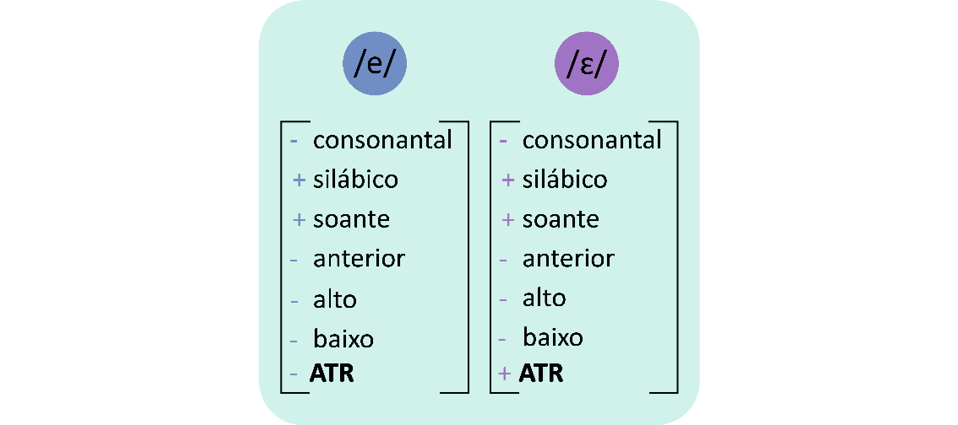 /e/
- consonantal
+ silábico
+ soante
- anterior
- alto
- baixo
- ATR
/ɛ/
- consonantal
+ silábico
+ soante
- anterior
- alto
- baixo
+ ATR